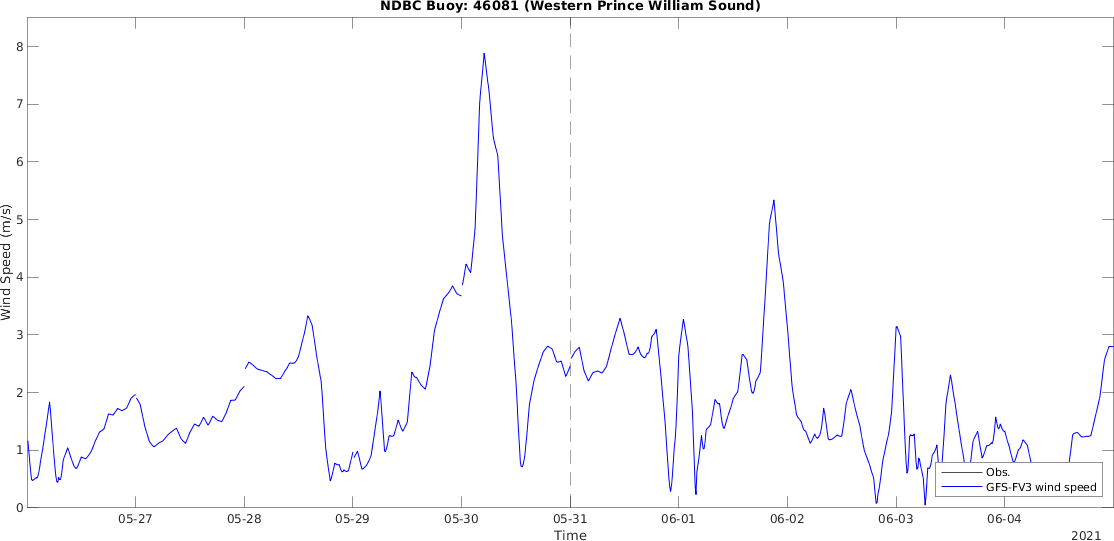 NDBC Buoy: 46081 (Western Prince William Sound)
Wind Speed (m/s)
8
7
6
5
4
3
2
1
0
05-27 05-28 05-29 05-30 05-31 06-01 06-02 06-03 06-04
Time
2021
Obs.
GFS-FV3 wind speed